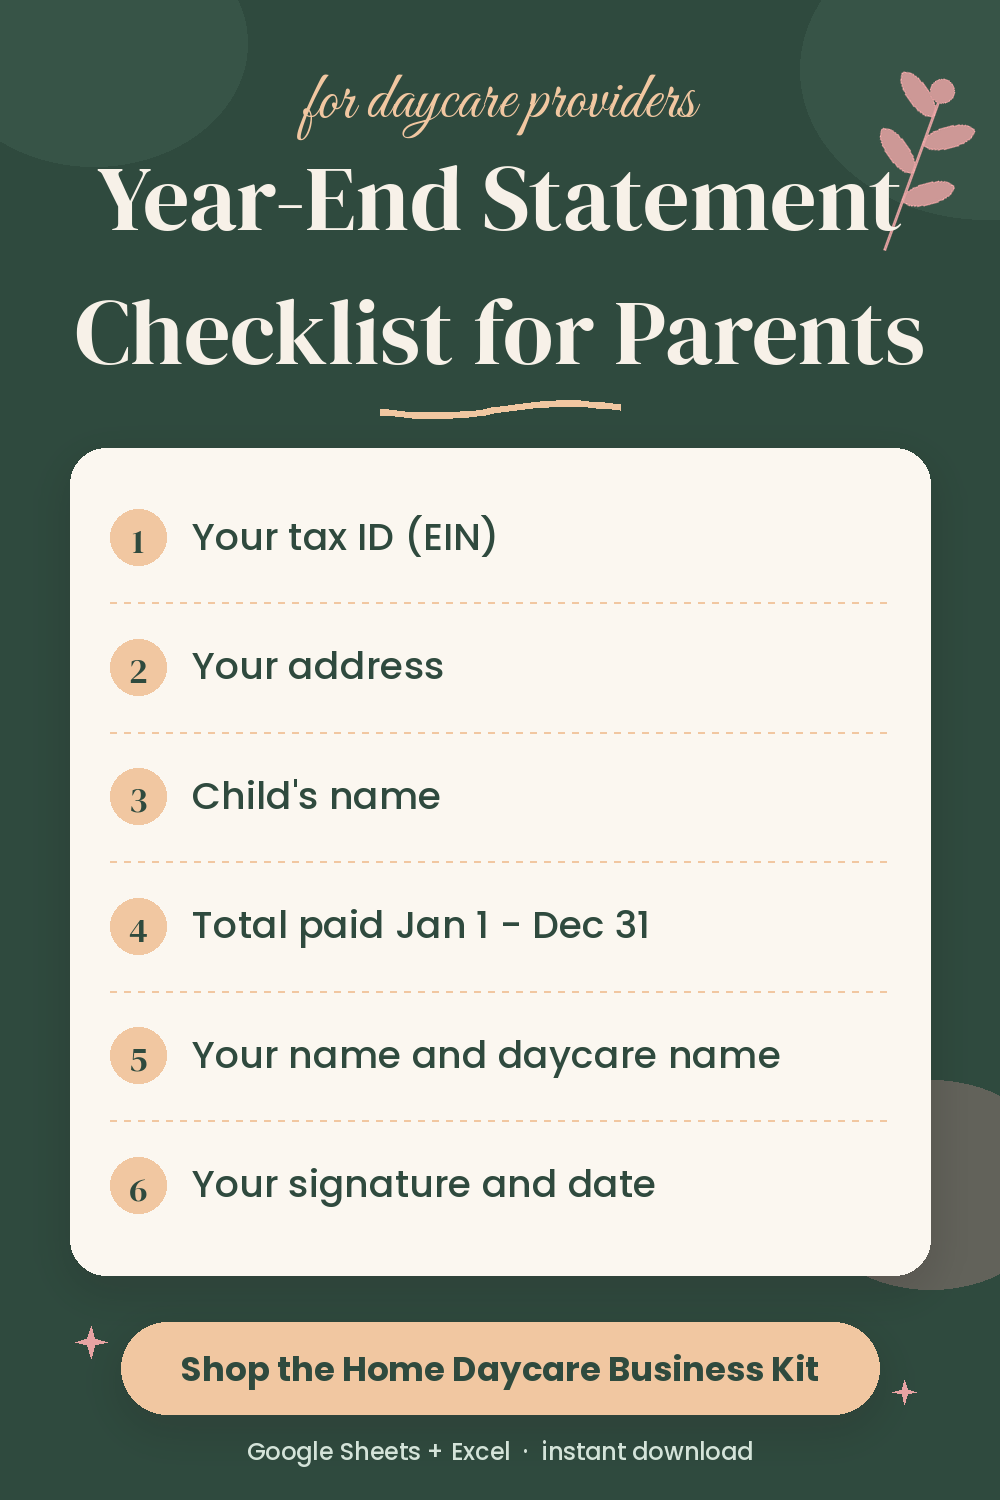 for daycare providers
Year-End Statement
Checklist for Parents
1 Your tax ID (EIN)
2 Your address
3 Child's name
4 Total paid Jan 1 - Dec 31
5 Your name and daycare name
6 Your signature and date
Shop the Home Daycare Business Kit
Google Sheets + Excel · instant download